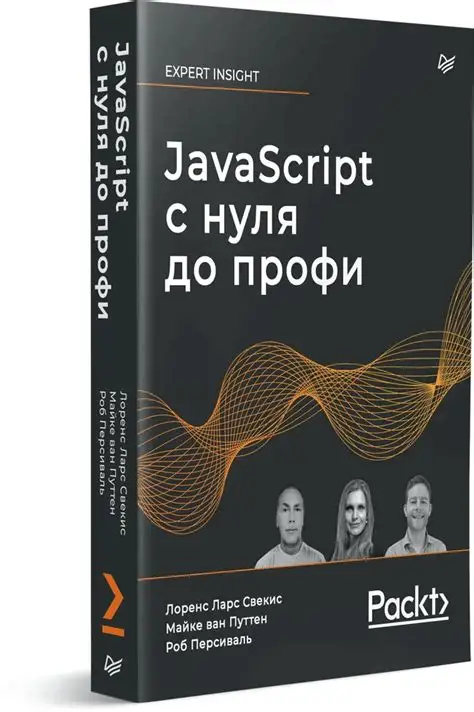 EXPERT INSIGHT
JavaScript
с нуля
до профи
Лоренс Ларс Свекис
Майке ван Путтен
Роб Персиваль
Packt
JavaScript
с нуля до профи
Лоренс Ларс Свекис
Майке ван Путтен
Роб Персиваль